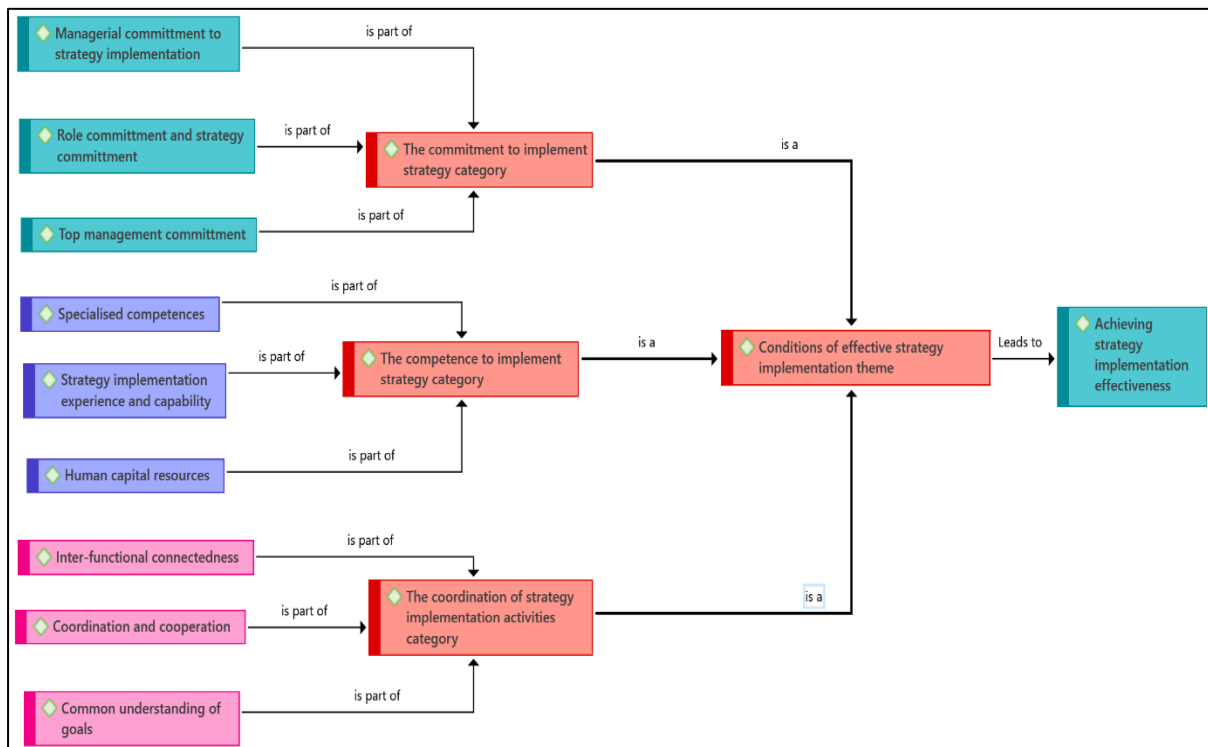 Managerial committment to
strategy implementation
is part of
Role committment and strategy
committment
is part of
The commitment to implement
strategy category
is a
Top management committment
is part of
Specialised competences
is part of
Strategy implementation
experience and capability
is part of
The competence to implement
strategy category
is a
Conditions of effective strategy
implementation theme
Leads to
Achieving
strategy
implementation
effectiveness
Human capital resources
is part of
Inter-functional connectedness
is part of
Coordination and cooperation
is part of
The coordination of strategy
implementation activities
category
is a
Common understanding of
goals
is part of